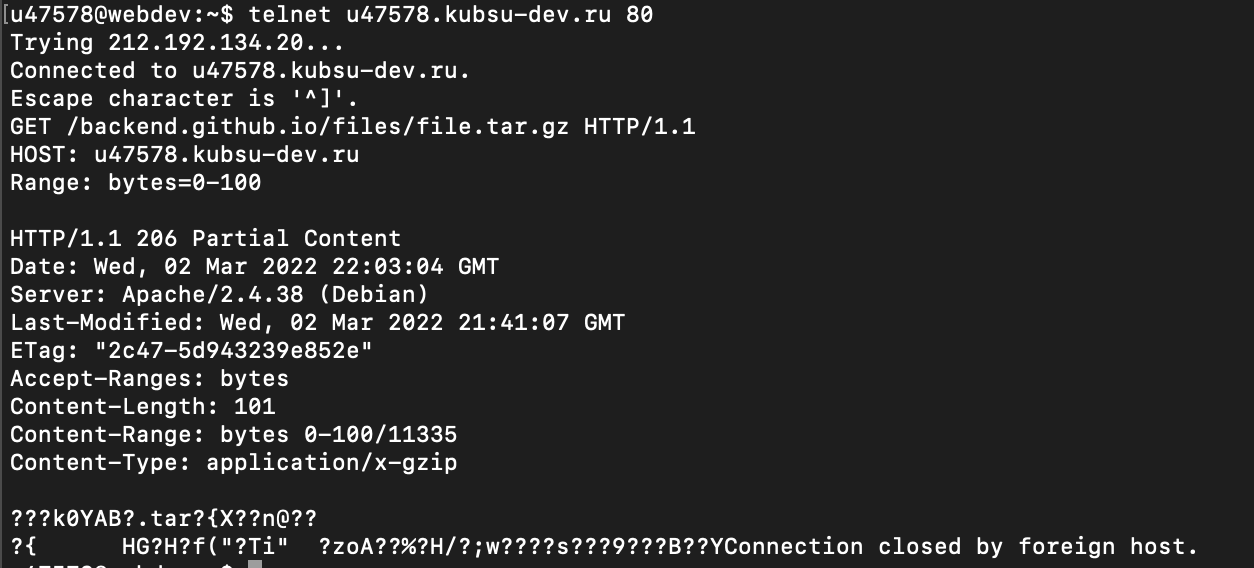 [u47578@webdev:~$ telnet u47578.kubsu-dev.ru 80
Trying 212.192.134.20...
Connected to u47578.kubsu-dev.ru.
Escape character is '^]'.
GET /backend.github.io/files/file.tar.gz HTTP/1.1
HOST: u47578.kubsu-dev.ru
Range: bytes=0-100

HTTP/1.1 206 Partial Content
Date: Wed, 02 Mar 2022 22:03:04 GMT
Server: Apache/2.4.38 (Debian)
Last-Modified: Wed, 02 Mar 2022 21:41:07 GMT
ETag: "2c47-5d943239e852e"
Accept-Ranges: bytes
Content-Length: 101
Content-Range: bytes 0-100/11335
Content-Type: application/x-gzip

???k0YAB?.tar?{X??n@??
?{      HG?H?f("?Ti"  ?zoA??%?H/?;w????s???9???B??YConnection closed by foreign host.